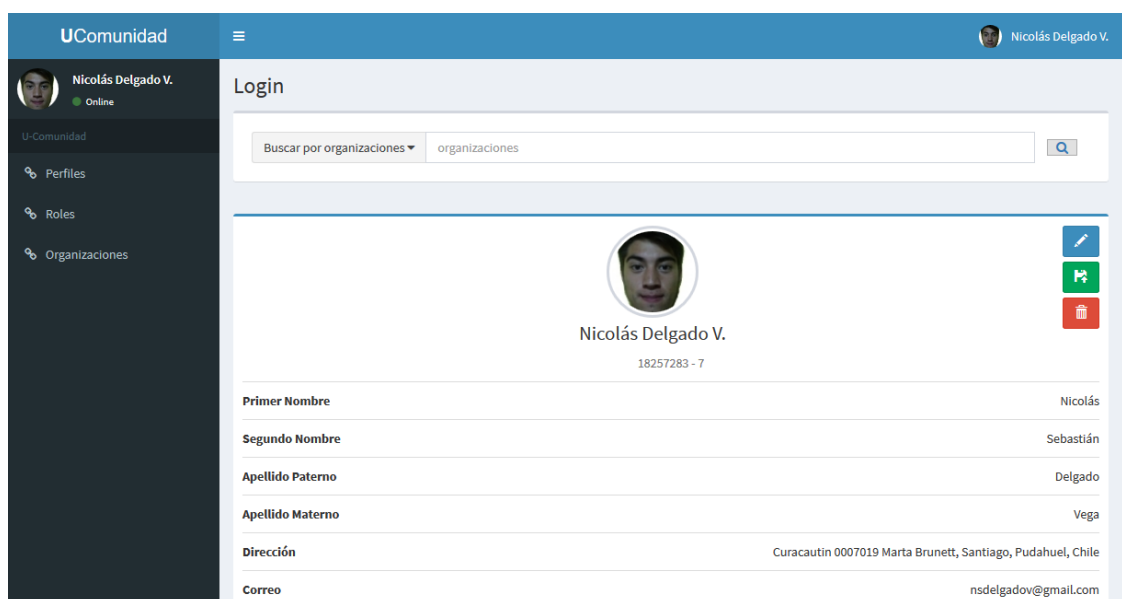 UComunidad
Nicolás Delgado V.
Nicolás Delgado V.
Online
U-Comunidad
Perfiles
Roles
Organizaciones
Login
Buscar por organizaciones organizaciones
Nicolás Delgado V.
18257283 - 7
Primer Nombre Nicolás
Segundo Nombre Sebastián
Apellido Paterno Delgado
Apellido Materno Vega
Dirección Curacautin 0007019 Marta Brunett, Santiago, Pudahuel, Chile
Correo nsdelgadov@gmail.com